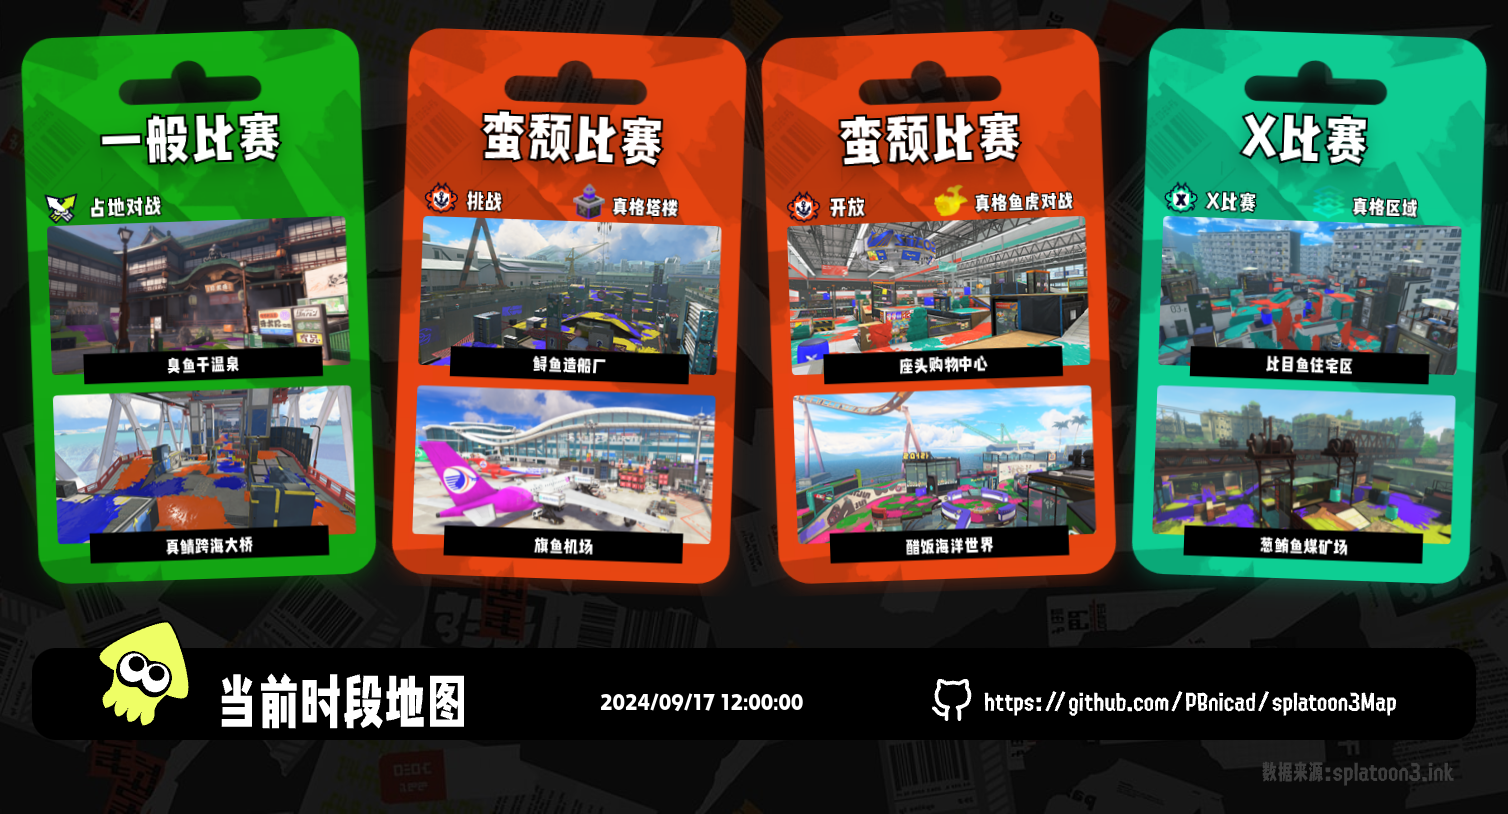 一般比赛
占地对战
臭鱼干温泉
真鲭跨海大桥
蛮颓比赛
挑战
真格塔楼
鲟鱼造船厂
旗鱼机场
蛮颓比赛
开放
真格鱼虎对战
座头购物中心
醋饭海洋世界
X比赛
X比赛
真格区域
比目鱼住宅区
葱鲔鱼煤矿场
当前时段地图
2024/09/17 12:00:00
https://github.com/PBnicad/splatoon3Map
数据来源:splatoon3.ink